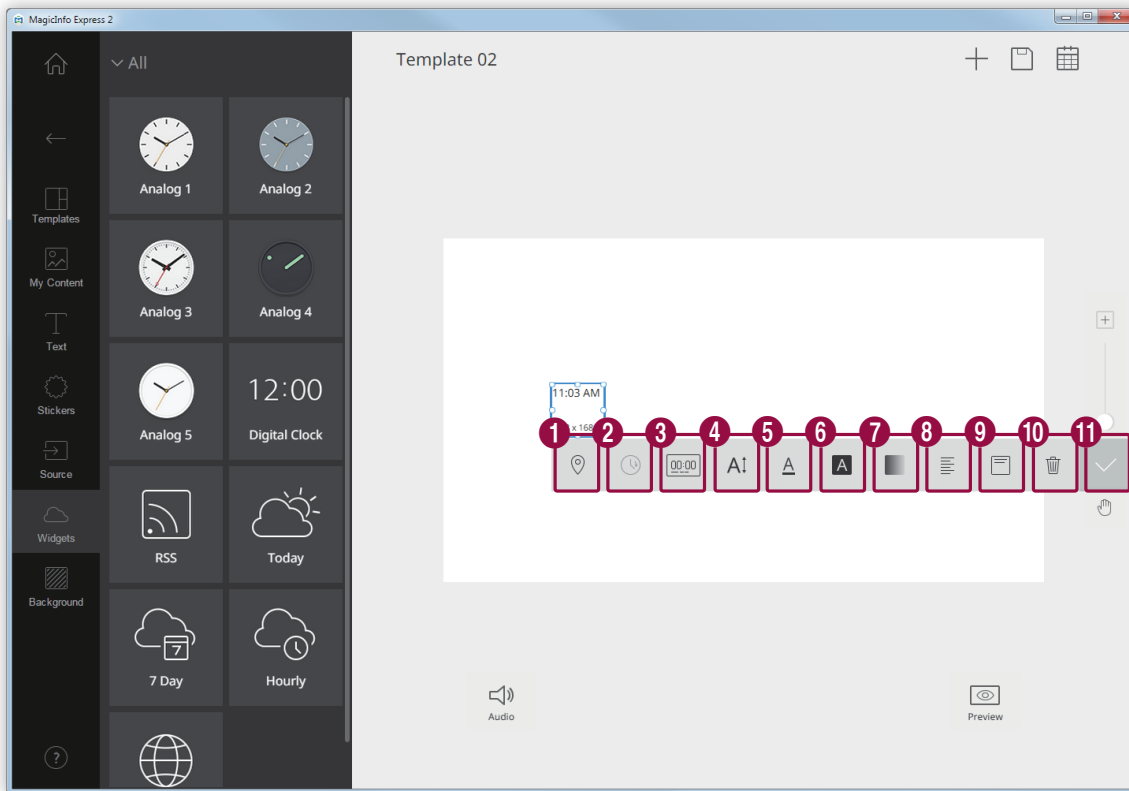 MagicInfo Express 2
All
Template 02
Analog 1
Analog 2
Templates
My Content
Analog 3
Analog 4
Text
12:00
Stickers
11:03 AM
Analog 5
Digital Clock
x 168
1 2 3 4 5 6 7 8 9 10 11
00:00
A
A
A
Source
Widgets
RSS
Today
Background
7
7 Day
Hourly
Audio
Preview
?